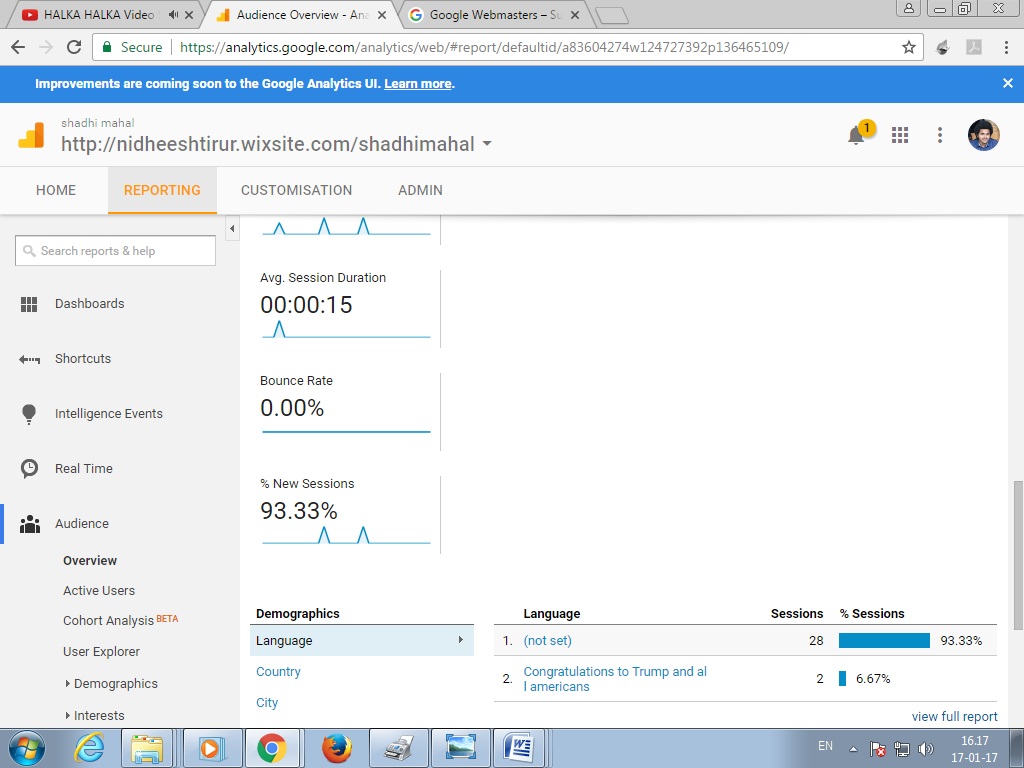 HALKA HALKA Video
Audience Overview - Ana
Google Webmasters – Su
Secure
https://analytics.google.com/analytics/web/#report/defaultid/a83604274w124727392p136465109/
Improvements are coming soon to the Google Analytics UI. Learn more.
shadhi mahal
http://nidheeshtirur.wixsite.com/shadhimahal
1
HOME
REPORTING
CUSTOMISATION
ADMIN
Search reports & help
Dashboards
Shortcuts
Intelligence Events
Real Time
Audience
Overview
Active Users
Cohort Analysis BETA
User Explorer
Demographics
Interests
Avg. Session Duration
00:00:15
Bounce Rate
0.00%
% New Sessions
93.33%
Demographics
Language
Country
City
Language Sessions % Sessions
1. (not set) 28 93.33%
2. Congratulations to Trump and al
l americans 2 6.67%
view full report
EN
16.17
17-01-17